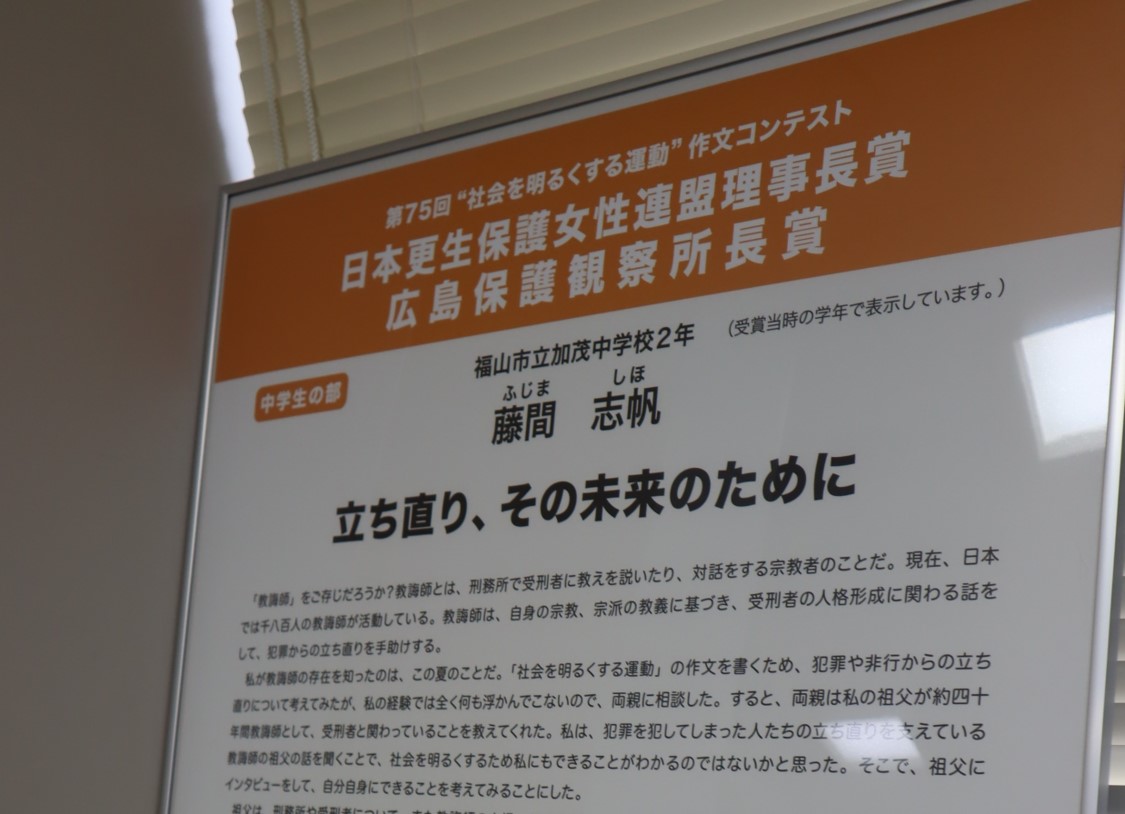 第75回“社会を明るくする運動”作文コンテスト
日本更生保護女性連盟理事長賞
広島保護観察所長賞
福山市立加茂中学校2年 (受賞当時の学年で表示しています。)
中学生の部
ふじま しほ
藤間 志帆
立ち直り、その未来のために
「教誨師」をご存じだろうか?教誨師とは、刑務所で受刑者に教えを説いたり、対話をする宗教者のことだ。現在、日本
では千八百人の教誨師が活動している。教誨師は、自身の宗教、宗派の教義に基づき、受刑者の人格形成に関わる話を
して、犯罪からの立ち直りを手助けする。
私が教誨師の存在を知ったのは、この夏のことだ。「社会を明るくする運動」の作文を書くため、犯罪や非行からの立ち
直りについて考えてみたが、私の経験では全く何も浮かんでこないので、両親に相談した。すると、両親は私の祖父が約四十
年間教誨師として、受刑者と関わっていることを教えてくれた。私は、犯罪を犯してしまった人たちの立ち直りを支えている
教誨師の祖父の話を聞くことで、社会を明るくするため私にもできることがわかるのではないかと思った。そこで、祖父に
インタビューをして、自分自身にできることを考えてみることにした。
祖父は、刑務所や受刑者について、